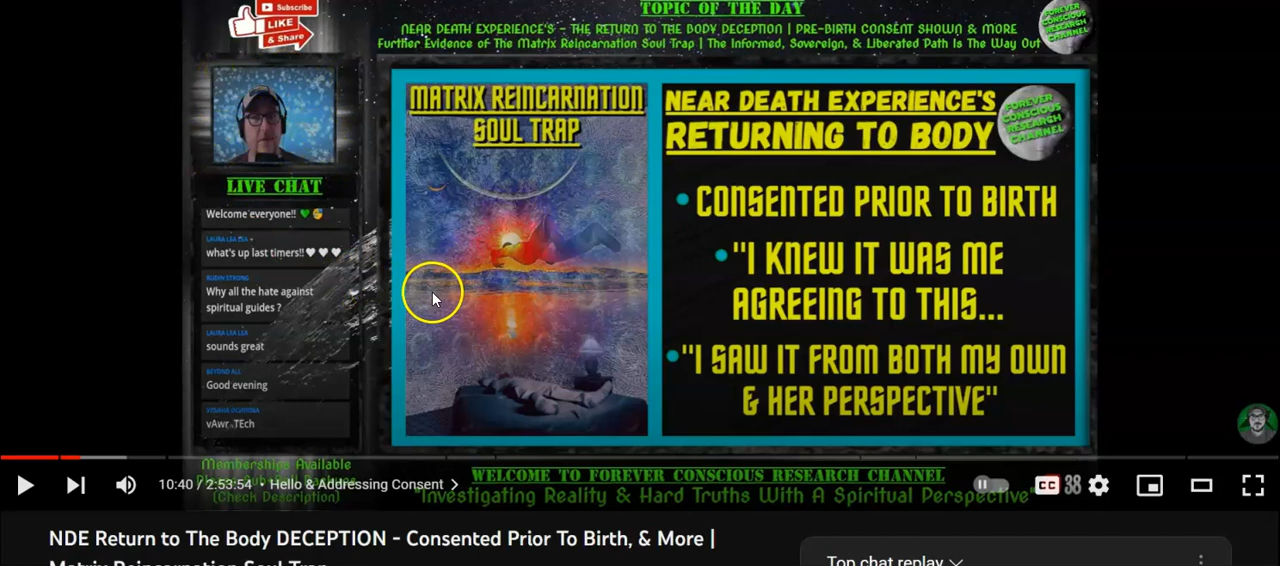 Subscribe
LIKE
& Share
TOPIC OF THE DAY
NEAR DEATH EXPERIENCE'S - THE RETURN TO THE BODY DECEPTION | PRE-BIRTH CONSENT SHOWN & MORE
Further Evidence of The Matrix Reincarnation Soul Trap | The Informed, Sovereign, & Liberated Path Is The Way Out
FOREVER
CONSCIOUS
RESEARCH
CHANNEL
LIVE CHAT
Welcome everyone!!
LAURA LEA LEA
what's up last timers!!
STRONG
Why all the hate against
spiritual guides ?
LAURA LEA LEA
sounds great
BEYOND ALL
Good evening
vAwr TEch
MATRIX REINCARNATION
SOUL TRAP
NEAR DEATH EXPERIENCE'S
RETURNING TO BODY
FOREVER
CONSCIOUS
RESEARCH
CHANNEL
• CONSENTED PRIOR TO BIRTH
• "I KNEW IT WAS ME
AGREEING TO THIS...
• "I SAW IT FROM BOTH MY OWN
& HER PERSPECTIVE"
Memberships Available
(Check Description)
WELCOME TO FOREVER CONSCIOUS RESEARCH CHANNEL
"Investigating Reality & Hard Truths With A Spiritual Perspective"
10:40 / 2:53:54 • Hello & Addressing Consent
CC
38
NDE Return to The Body DECEPTION - Consented Prior To Birth, & More |
Matrix Reincarnation Soul Trap
Top chat replay